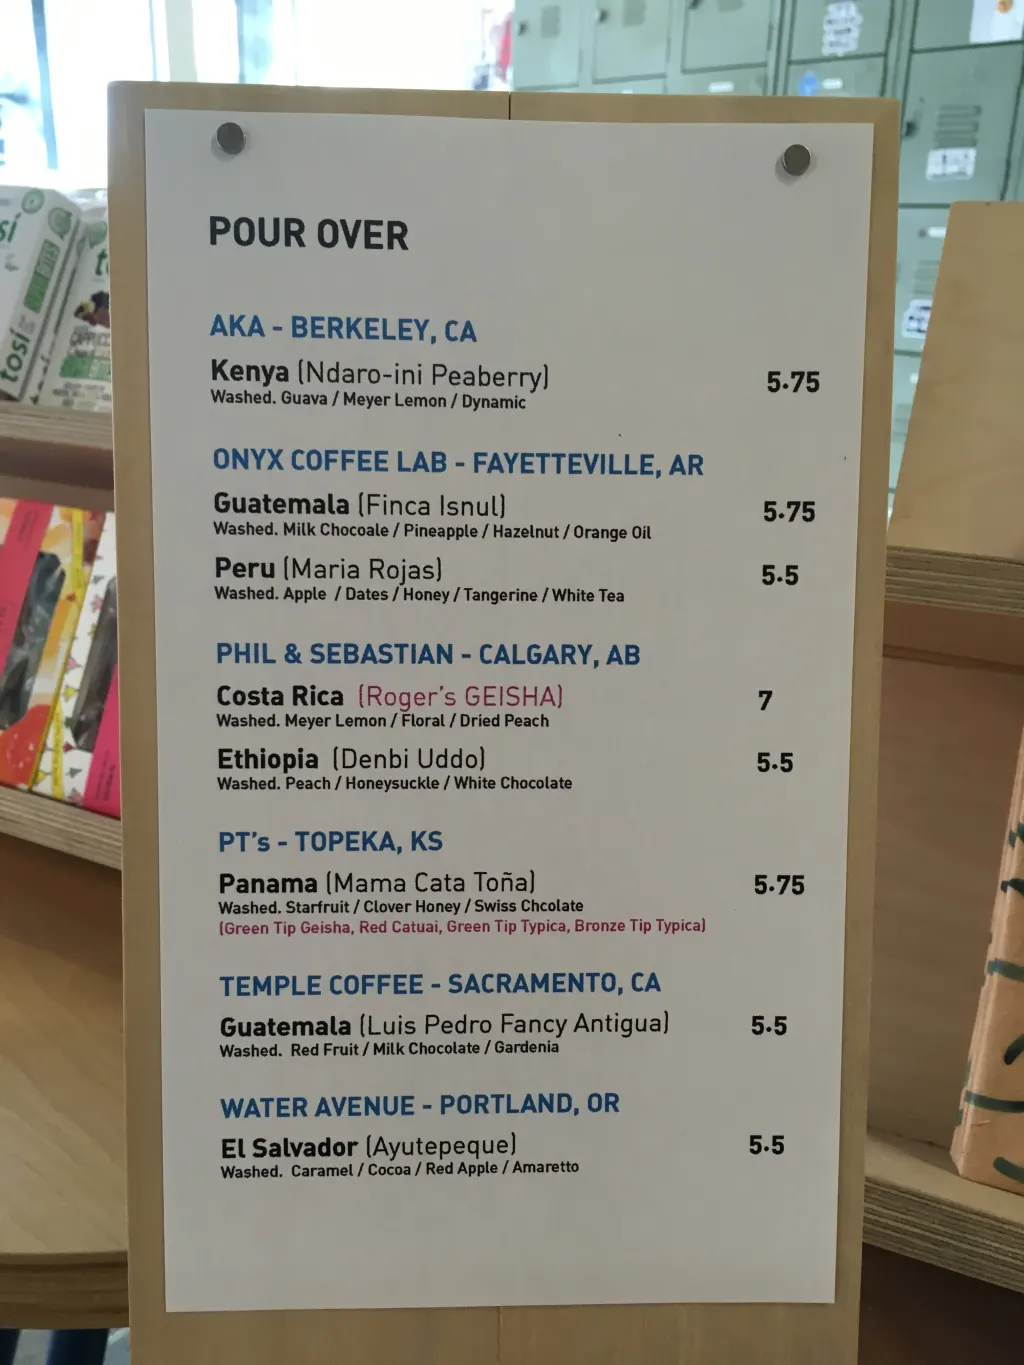 POUR OVER
AKA - BERKELEY, CA
Kenya (Ndaro-ini Peaberry) 5.75
Washed. Guava / Meyer Lemon / Dynamic
ONYX COFFEE LAB - FAYETTEVILLE, AR
Guatemala (Finca Isnul) 5.75
Washed. Milk Chocoale / Pineapple / Hazelnut / Orange Oil
Peru (Maria Rojas) 5.5
Washed. Apple / Dates / Honey / Tangerine / White Tea
PHIL & SEBASTIAN - CALGARY, AB
Costa Rica (Roger's GEISHA) 7
Washed. Meyer Lemon / Floral / Dried Peach
Ethiopia (Denbi Uddo) 5.5
Washed. Peach / Honeysuckle / White Chocolate
PT's - TOPEKA, KS
Panama (Mama Cata Toña) 5.75
Washed. Starfruit / Clover Honey / Swiss Chcolate
(Green Tip Geisha, Red Catuai, Green Tip Typica, Bronze Tip Typica)
TEMPLE COFFEE - SACRAMENTO, CA
Guatemala (Luis Pedro Fancy Antigua) 5.5
Washed. Red Fruit / Milk Chocolate / Gardenia
WATER AVENUE - PORTLAND, OR
El Salvador (Ayutepeque) 5.5
Washed. Caramel / Cocoa / Red Apple / Amaretto
tosí